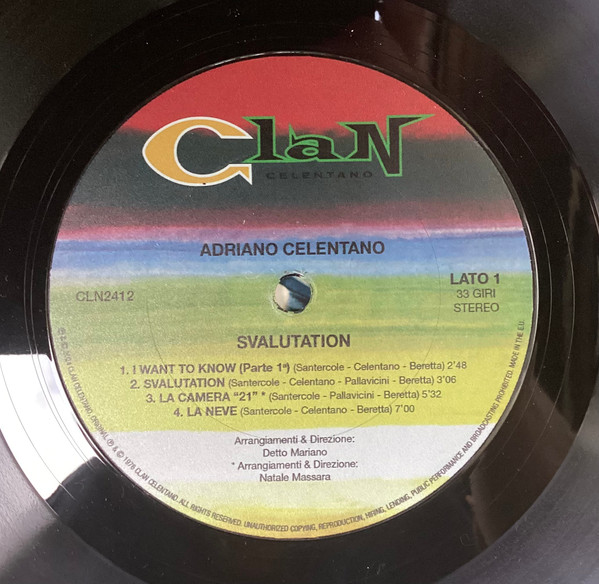 Clan
CELENTANO
ADRIANO CELENTANO
CLN2412
LATO 1
33 GIRI
STEREO
SVALUTATION
1. I WANT TO KNOW (Parte 1ª) (Santercole - Celentano - Beretta) 2'48
2. SVALUTATION (Santercole - Celentano - Pallavicini - Beretta) 3'06
3. LA CAMERA "21" * (Santercole - Pallavicini - Beretta) 5'32
4. LA NEVE (Santercole - Celentano - Beretta) 7'00
Arrangiamenti & Direzione:
Detto Mariano
* Arrangiamenti & Direzione:
Natale Massara
CLAN CELENTANO. ORIGINAL ℗ & © 1976 CLAN CELENTANO. ALL RIGHTS RESERVED. UNAUTHORIZED COPYING, REPRODUCTION, HIRING, LENDING, PUBLIC PERFORMANCE AND BROADCASTING PROHIBITED. MADE IN THE E.U.